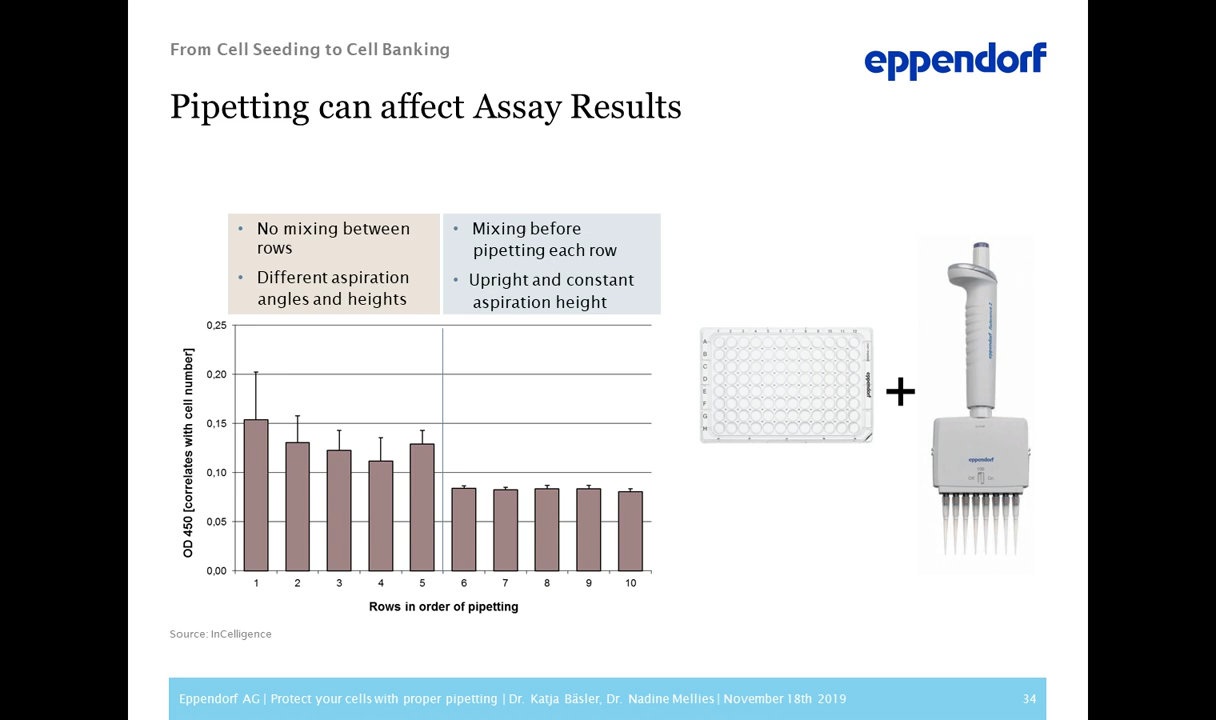 From Cell Seeding to Cell Banking
eppendorf
Pipetting can affect Assay Results
• No mixing between
rows
• Different aspiration
angles and heights
• Mixing before
pipetting each row
• Upright and constant
aspiration height
0,25
0,20
0,15
0,10
0,05
0,00
OD 450 [correlates with cell number]
1 2 3 4 5 6 7 8 9 10
Rows in order of pipetting
A
B
C
D
E
F
G
H
eppendorf
+
eppendorf
Source: InCelligence
Eppendorf AG | Protect your cells with proper pipetting | Dr. Katja Bäsler, Dr. Nadine Mellies | November 18th 2019
34